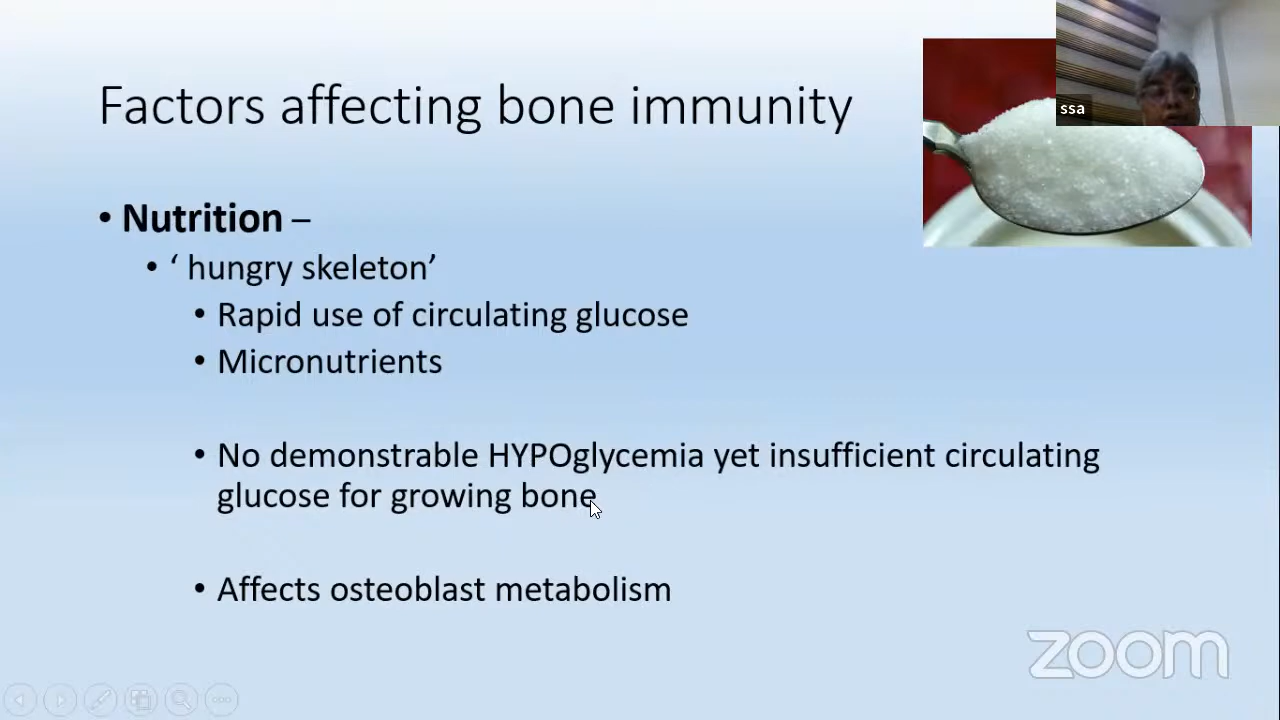 Factors affecting bone immunity
ssa
• Nutrition –
• ‘ hungry skeleton’
• Rapid use of circulating glucose
• Micronutrients
• No demonstrable HYPOglycemia yet insufficient circulating
glucose for growing bone
• Affects osteoblast metabolism
zoom